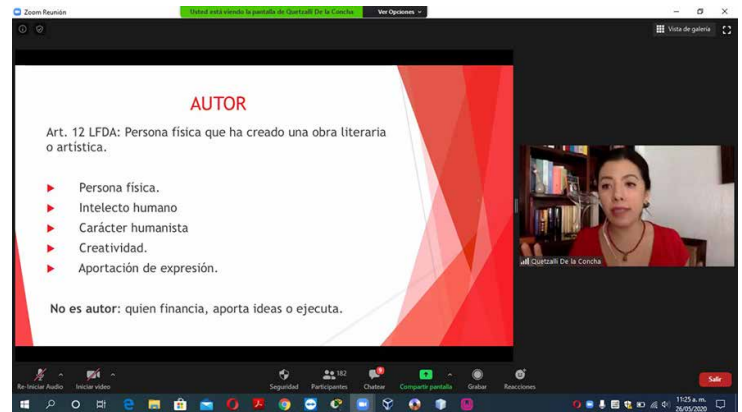 Zoom Reunión
Usted está viendo la pantalla de Quetzalli De la Concha
Ver Opciones
Vista de galería
AUTOR
Art. 12 LFDA: Persona física que ha creado una obra literaria
o artística.
Persona física.
Intelecto humano
Carácter humanista
Creatividad.
Aportación de expresión.
No es autor: quien financia, aporta ideas o ejecuta.
Quetzalli De la Concha
Re-Iniciar Audio
Iniciar video
Seguridad
182
Participantes
Chatear
Compartir pantalla
Grabar
Reacciones
Salir
11:25 a. m.
26/05/2020